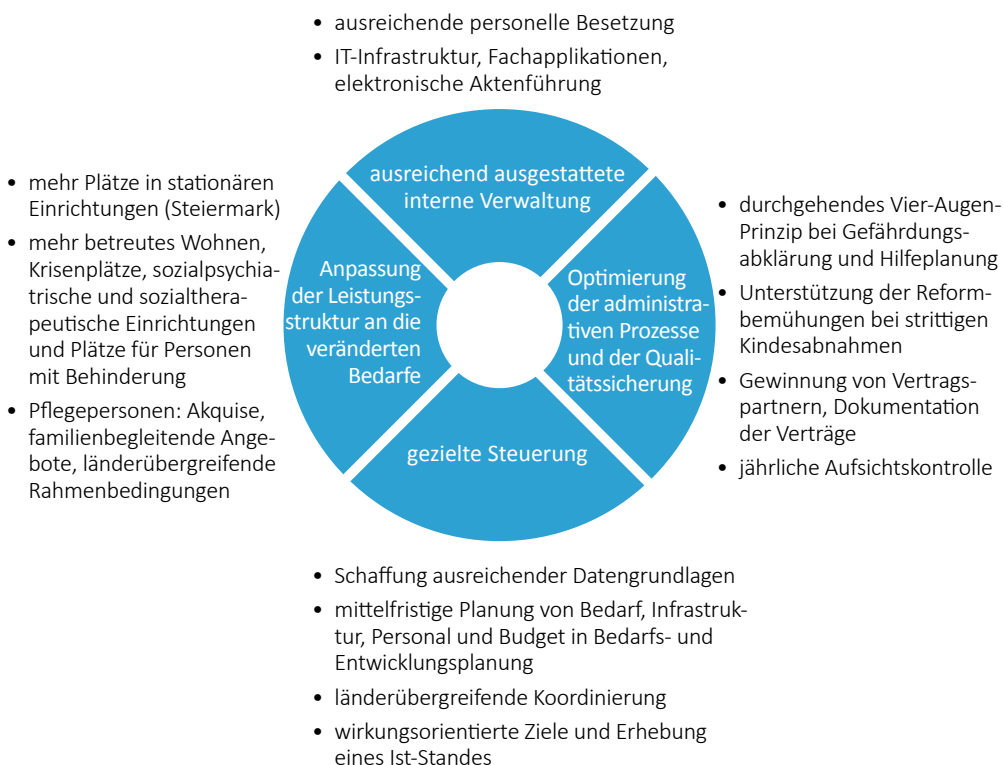 • ausreichende personelle Besetzung
• IT-Infrastruktur, Fachapplikationen,
elektronische Aktenführung
ausreichend ausgestattete
interne Verwaltung
• mehr Plätze in stationären
Einrichtungen (Steiermark)
• mehr betreutes Wohnen,
Krisenplätze, sozialpsychia-
trische und sozialthera-
peutische Einrichtungen
und Plätze für Personen
mit Behinderung
• Pflegepersonen: Akquise,
familienbegleitende Ange-
bote, länderübergreifende
Rahmenbedingungen
Anpassung
der Leistungs-
struktur an die
veränderten
Bedarfe
Optimierung
der administra-
tiven Prozesse
und der Quali-
tätssicherung
• durchgehendes Vier-Augen-
Prinzip bei Gefährdungs-
abklärung und Hilfeplanung
• Unterstützung der Reform-
bemühungen bei strittigen
Kindesabnahmen
• Gewinnung von Vertrags-
partnern, Dokumentation
der Verträge
• jährliche Aufsichtskontrolle
gezielte Steuerung
• Schaffung ausreichender Datengrundlagen
• mittelfristige Planung von Bedarf, Infrastruk-
tur, Personal und Budget in Bedarfs- und
Entwicklungsplanung
• länderübergreifende Koordinierung
• wirkungsorientierte Ziele und Erhebung
eines Ist-Standes